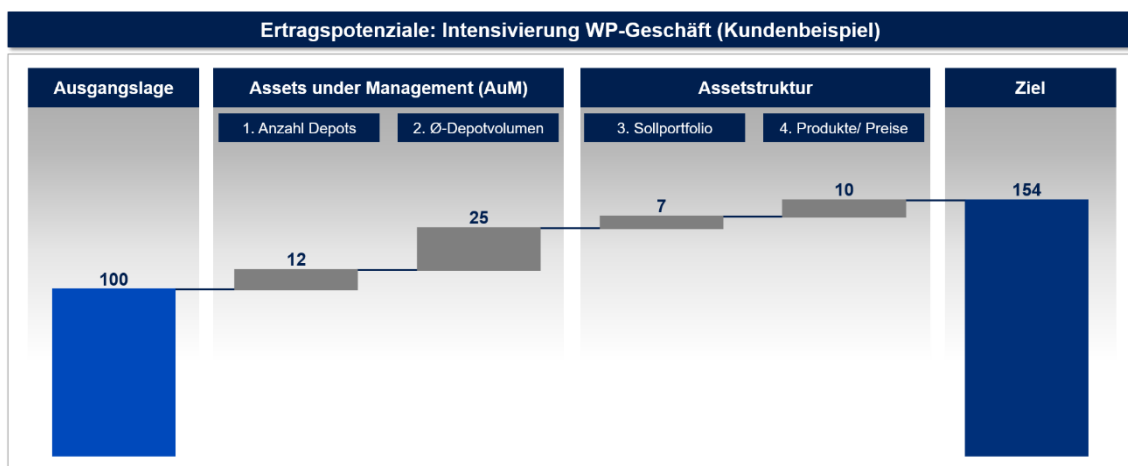 Ertragspotenziale: Intensivierung WP-Geschäft (Kundenbeispiel)
Ausgangslage
Assets under Management (AuM)
Assetstruktur
Ziel
1. Anzahl Depots
2. Ø-Depotvolumen
3. Sollportfolio
4. Produkte/ Preise
100
12
25
7
10
154